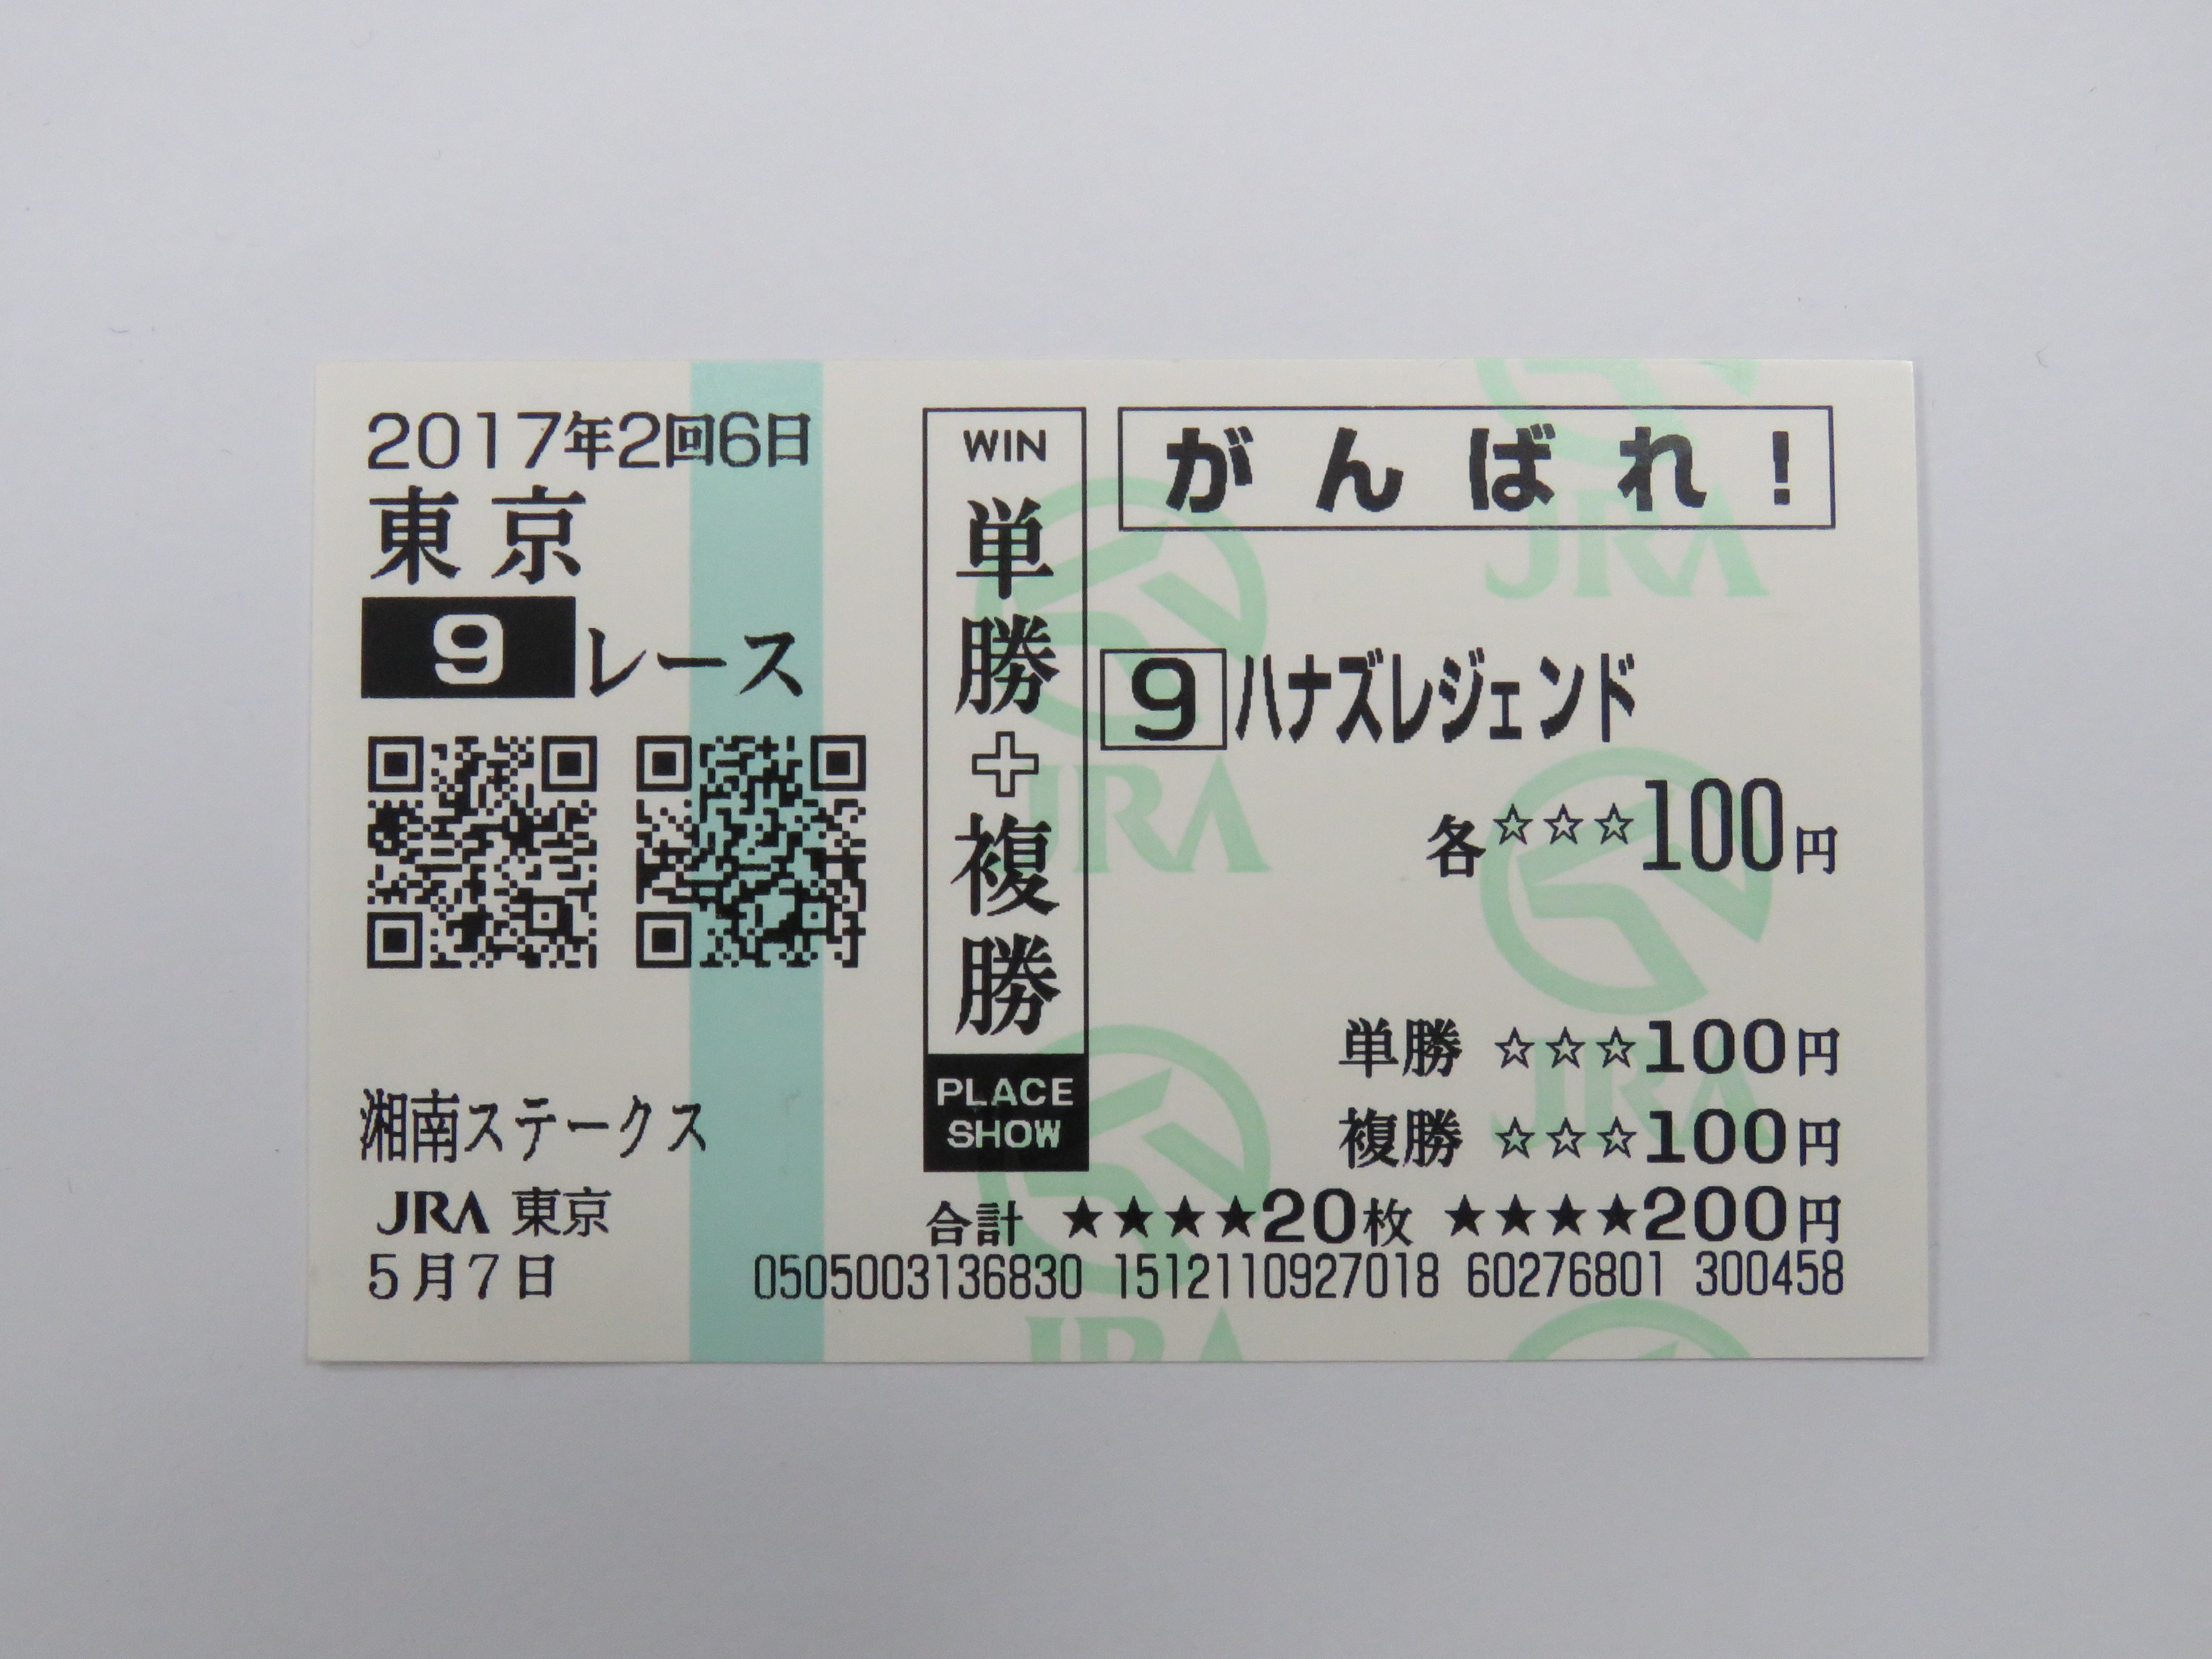 2017年2回6日
東京
9レース
湘南ステークス
JRA 東京
5月7日
WIN
単勝+複勝
PLACE
SHOW
がんばれ!
9 ハナズレジェンド
各☆☆☆100円
単勝 ☆☆☆100円
複勝 ☆☆☆100円
合計 ★★★★20枚 ★★★★200円
0505003136830 1512110927018 60276801 300458
JRA
JRA
JRA
JRA